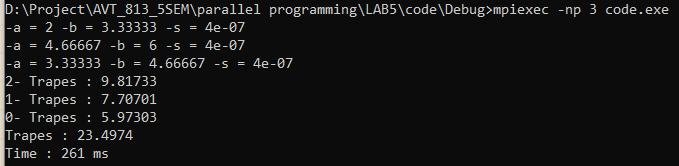 D:\Project\AVT_813_5SEM\parallel programming\LAB5\code\Debug>mpiexec -np 3 code.exe
-a = 2 -b = 3.33333 -s = 4e-07
-a = 4.66667 -b = 6 -s = 4e-07
-a = 3.33333 -b = 4.66667 -s = 4e-07
2- Trapes : 9.81733
1- Trapes : 7.70701
0- Trapes : 5.97303
Trapes : 23.4974
Time : 261 ms